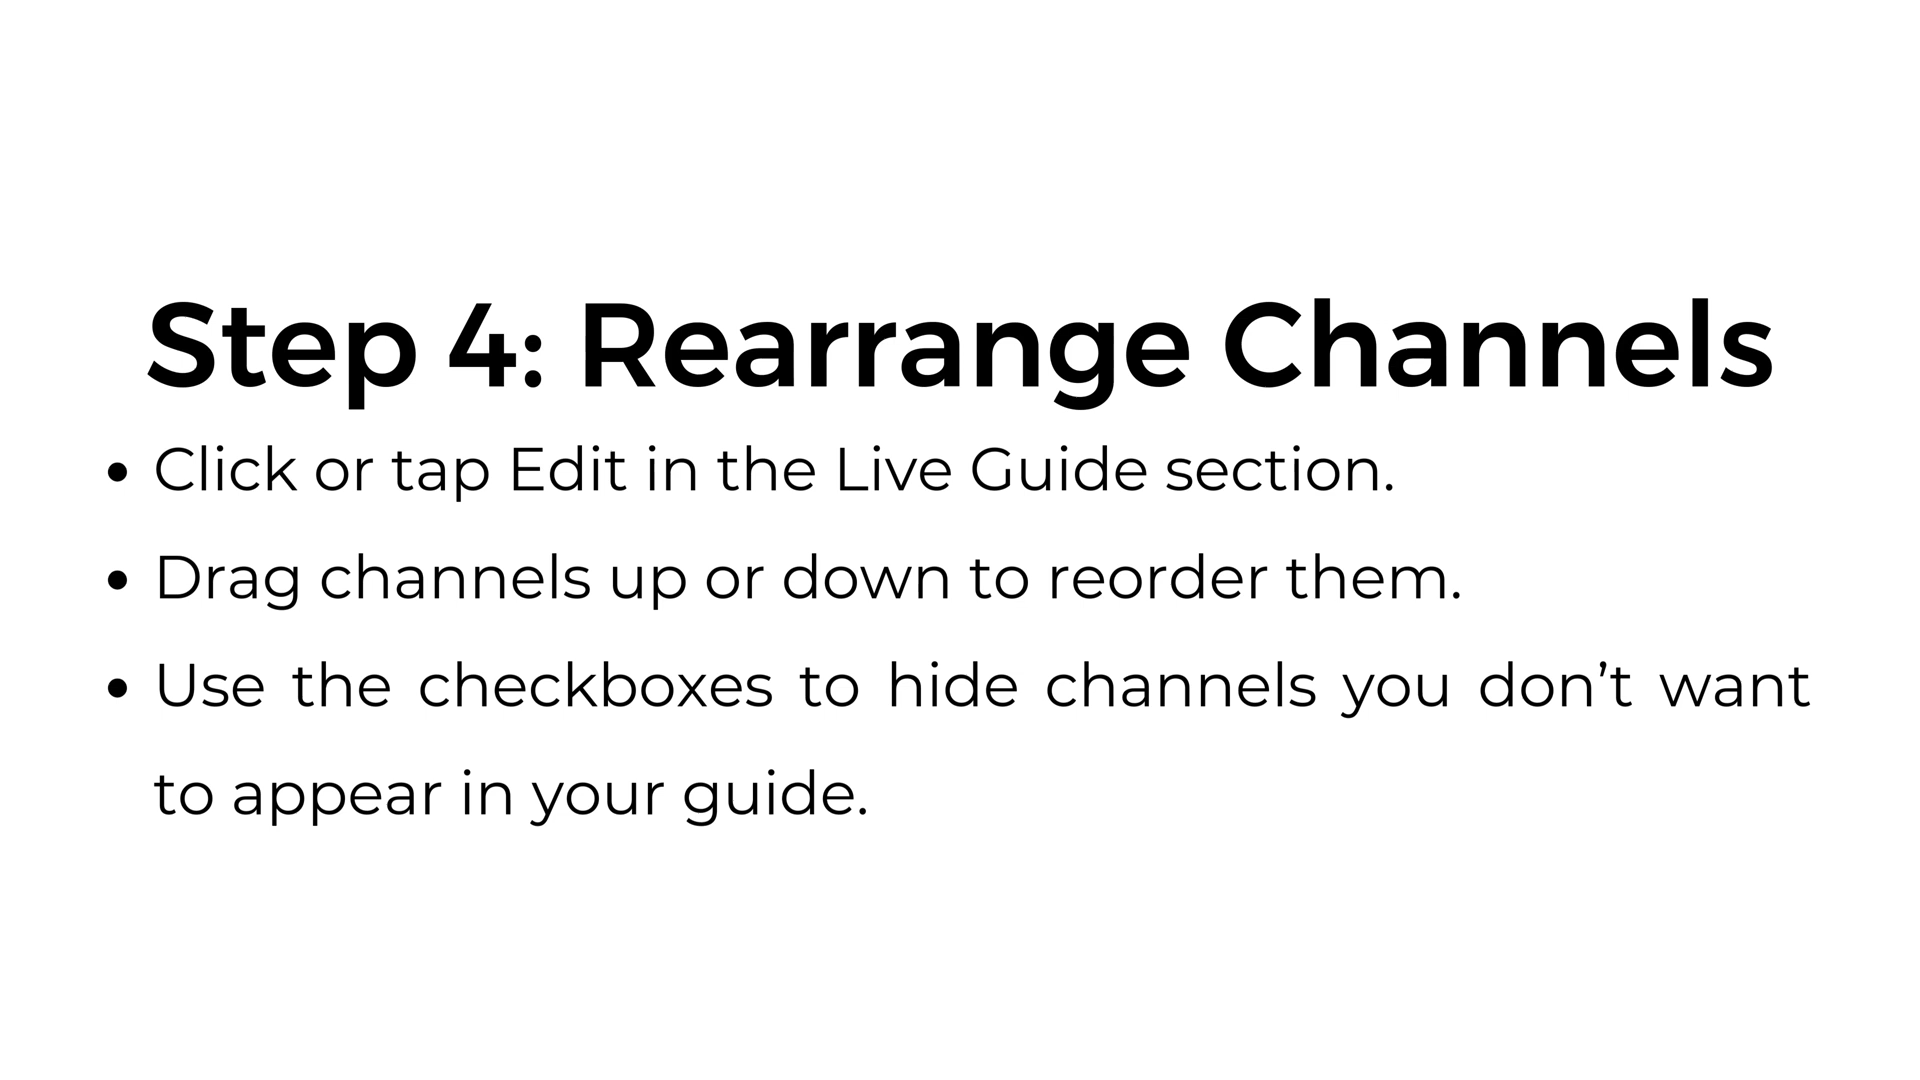 Step 4: Rearrange Channels
• Click or tap Edit in the Live Guide section.
• Drag channels up or down to reorder them.
• Use the checkboxes to hide channels you don’t want
to appear in your guide.